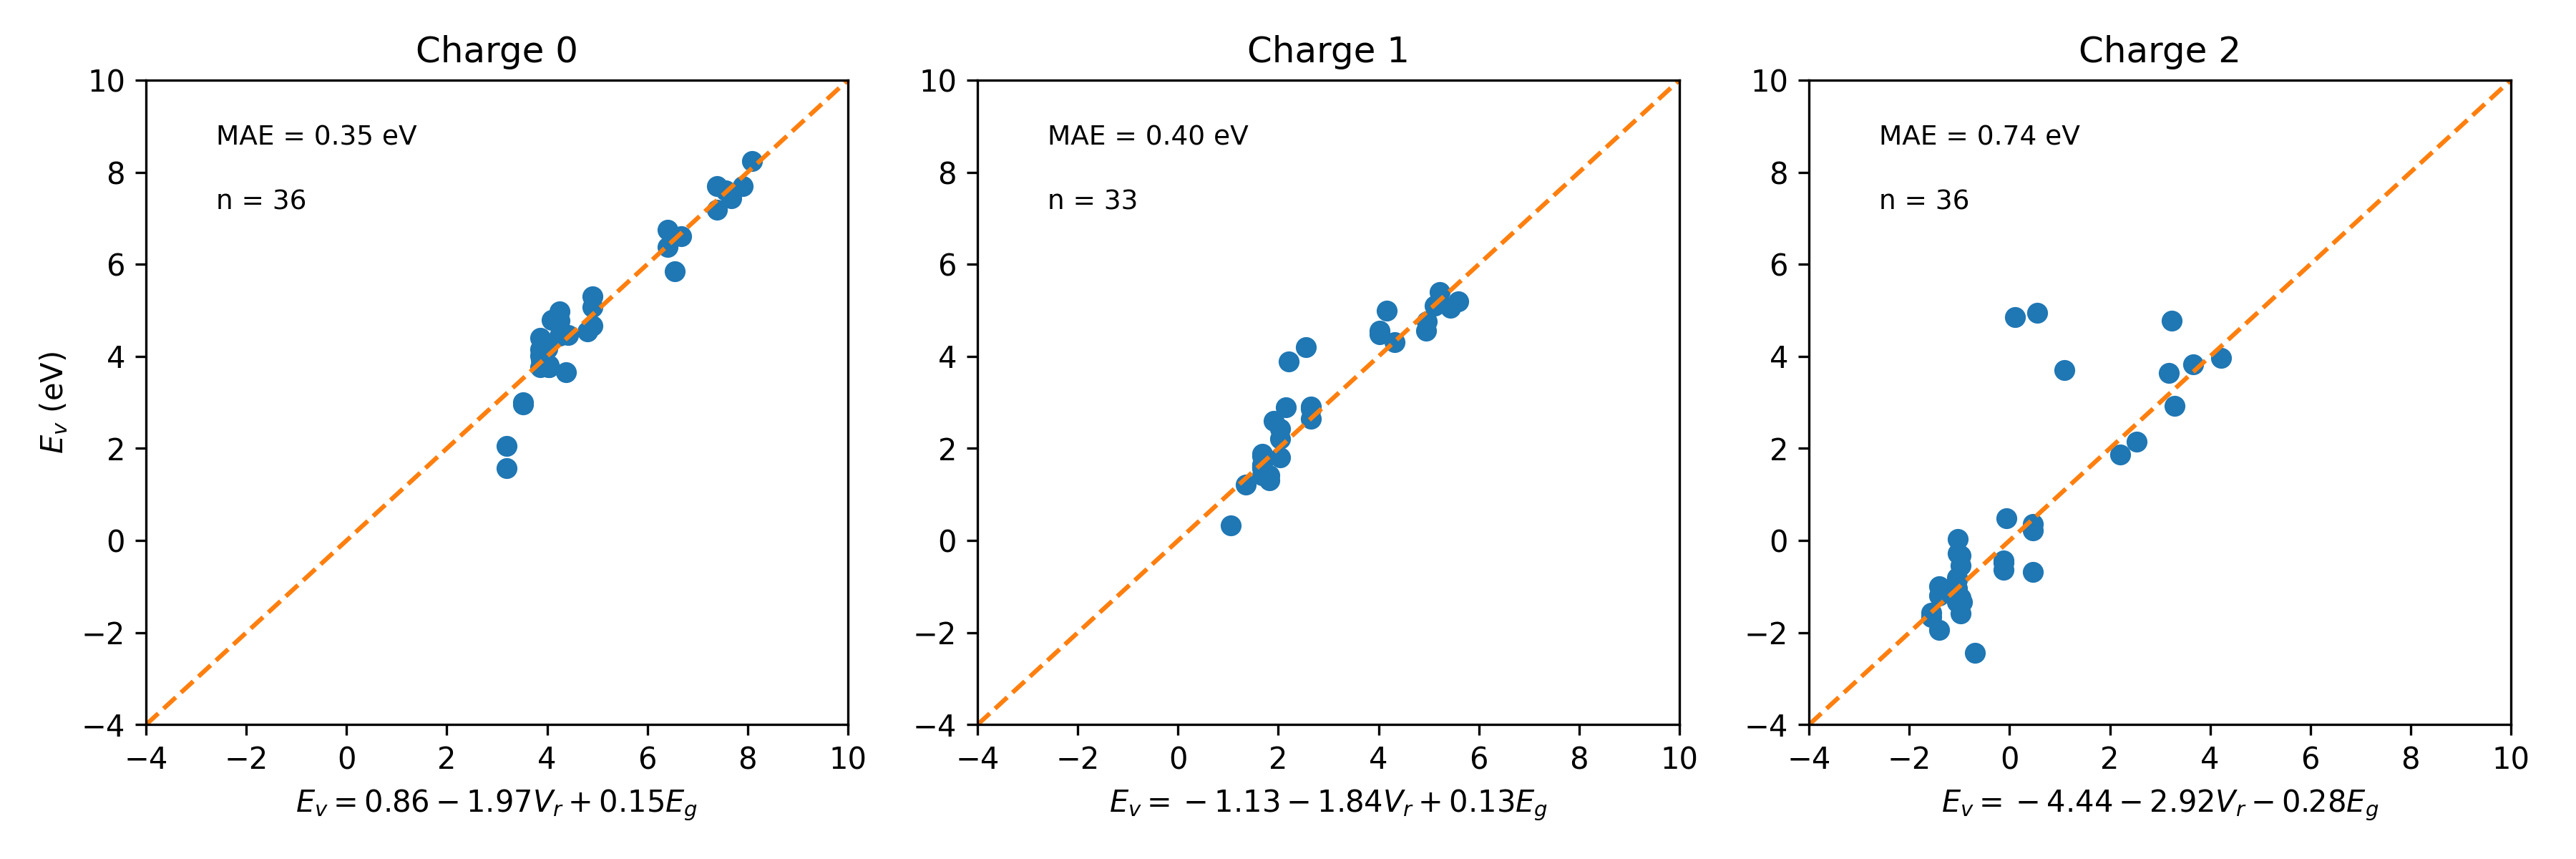 Charge 0
Charge 1
Charge 2
MAE = 0.35 eV
n = 36
MAE = 0.40 eV
n = 33
MAE = 0.74 eV
n = 36
E_v (eV)
10
8
6
4
2
0
−2
−4
−4 −2 0 2 4 6 8 10
E_v = 0.86 − 1.97V_r + 0.15E_g
10
8
6
4
2
0
−2
−4
−4 −2 0 2 4 6 8 10
E_v = − 1.13 − 1.84V_r + 0.13E_g
10
8
6
4
2
0
−2
−4
−4 −2 0 2 4 6 8 10
E_v = − 4.44 − 2.92V_r − 0.28E_g